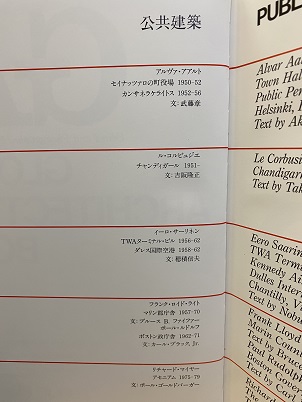 公共建築
アルヴァ・アアルト
セイナッツァロの町役場 1950-52
カンサネラケライトス 1952-56
文：武藤章
ル・コルビュジエ
チャンディガール 1951-
文：吉阪隆正
イーロ・サーリネン
TWAターミナル・ビル 1956-62
ダレス国際空港 1958-62
文：穂積信夫
フランク・ロイド・ライト
マリン郡庁舎 1957-70
文：ブルース B. ファイファー
ポール・ルドルフ
ボストン政庁舎 1962-71
文：カール・ブラック, Jr.
リチャード・マイヤー
アセニアム 1975-79
文：ポール・ゴールドバーガー
PUBL
Alvar Aa
Town Hal
Public Pen
Helsinki, 
Text by Ak
Le Corbusi
Chandigarh
Text by Tak
Eero Saarin
TWA Termi
Kennedy Ai
Dulles Inter
Chantilly, Vi
Text by Nobu
Frank Lloyd
Marin Count
Text by Bruce
Paul Rudolph
Text by Carl
Richard